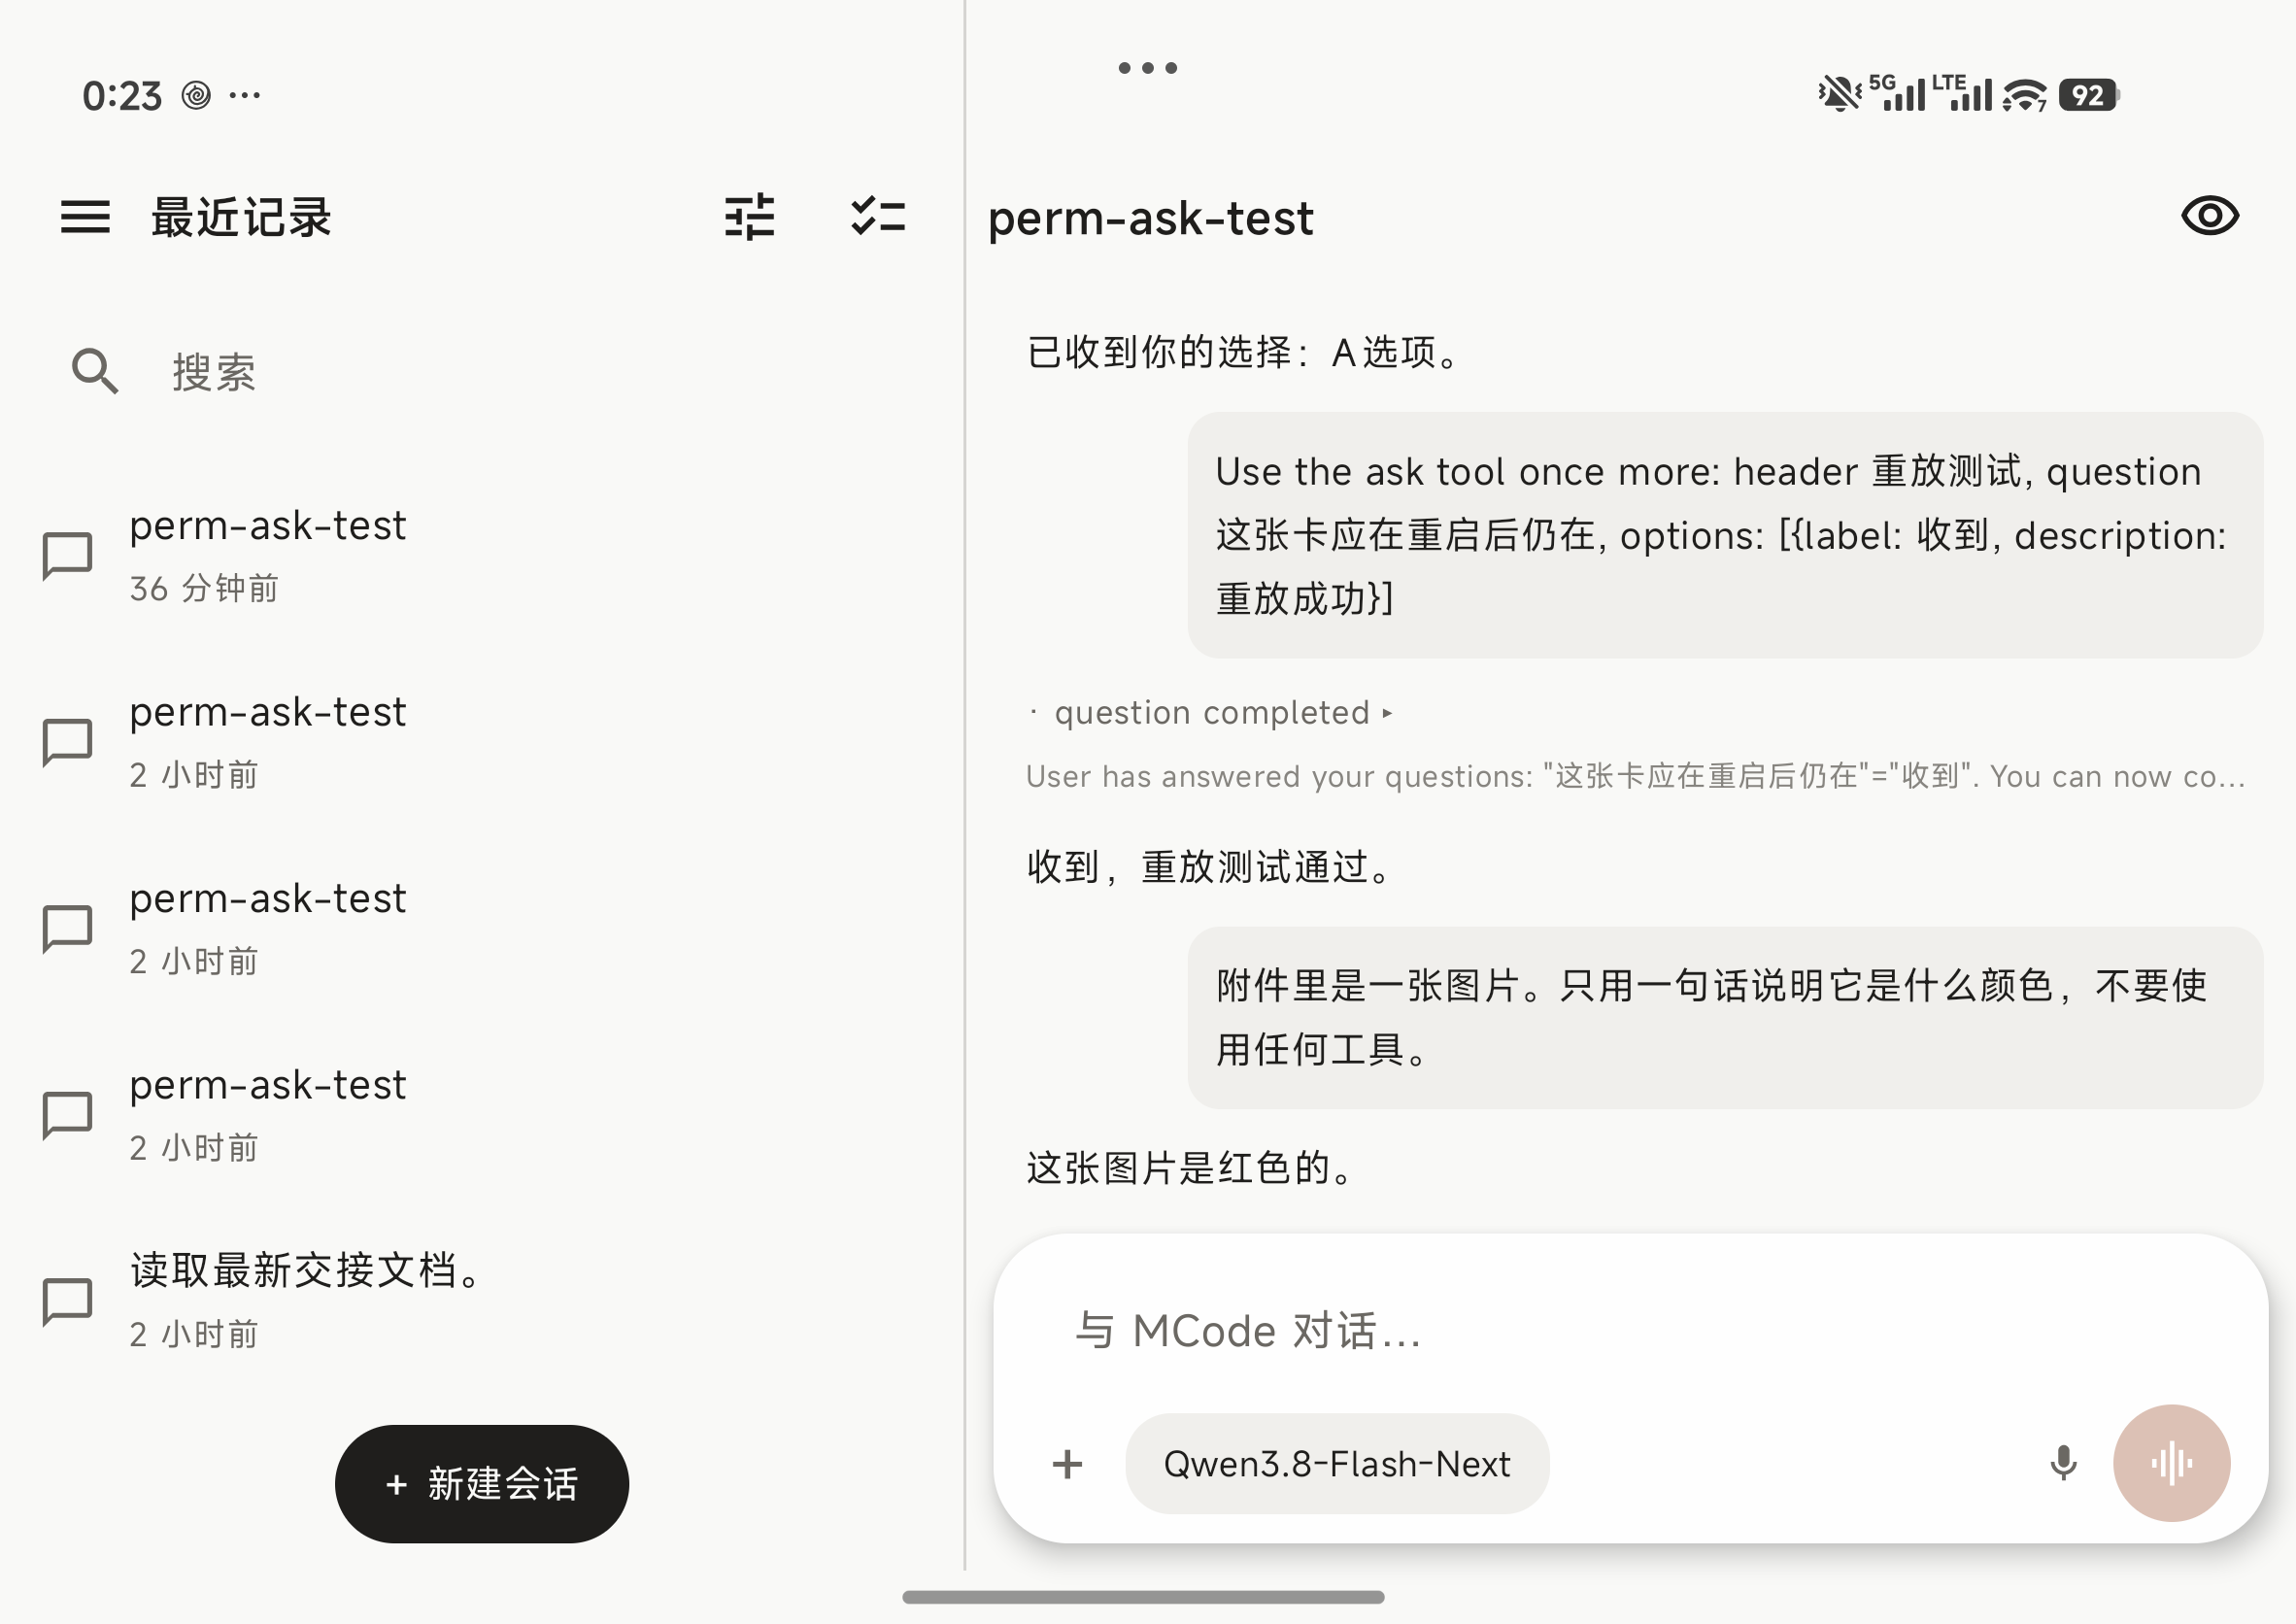 0:23
5G LTE 7 92
最近记录
搜索
perm-ask-test
36 分钟前
perm-ask-test
2 小时前
perm-ask-test
2 小时前
perm-ask-test
2 小时前
读取最新交接文档。
2 小时前
+ 新建会话
perm-ask-test
已收到你的选择：A选项。
Use the ask tool once more: header 重放测试, question
这张卡应在重启后仍在, options: [{label: 收到, description:
重放成功}]
· question completed ▸
User has answered your questions: "这张卡应在重启后仍在"="收到". You can now co...
收到，重放测试通过。
附件里是一张图片。只用一句话说明它是什么颜色，不要使
用任何工具。
这张图片是红色的。
与 MCode 对话...
+ Qwen3.8-Flash-Next